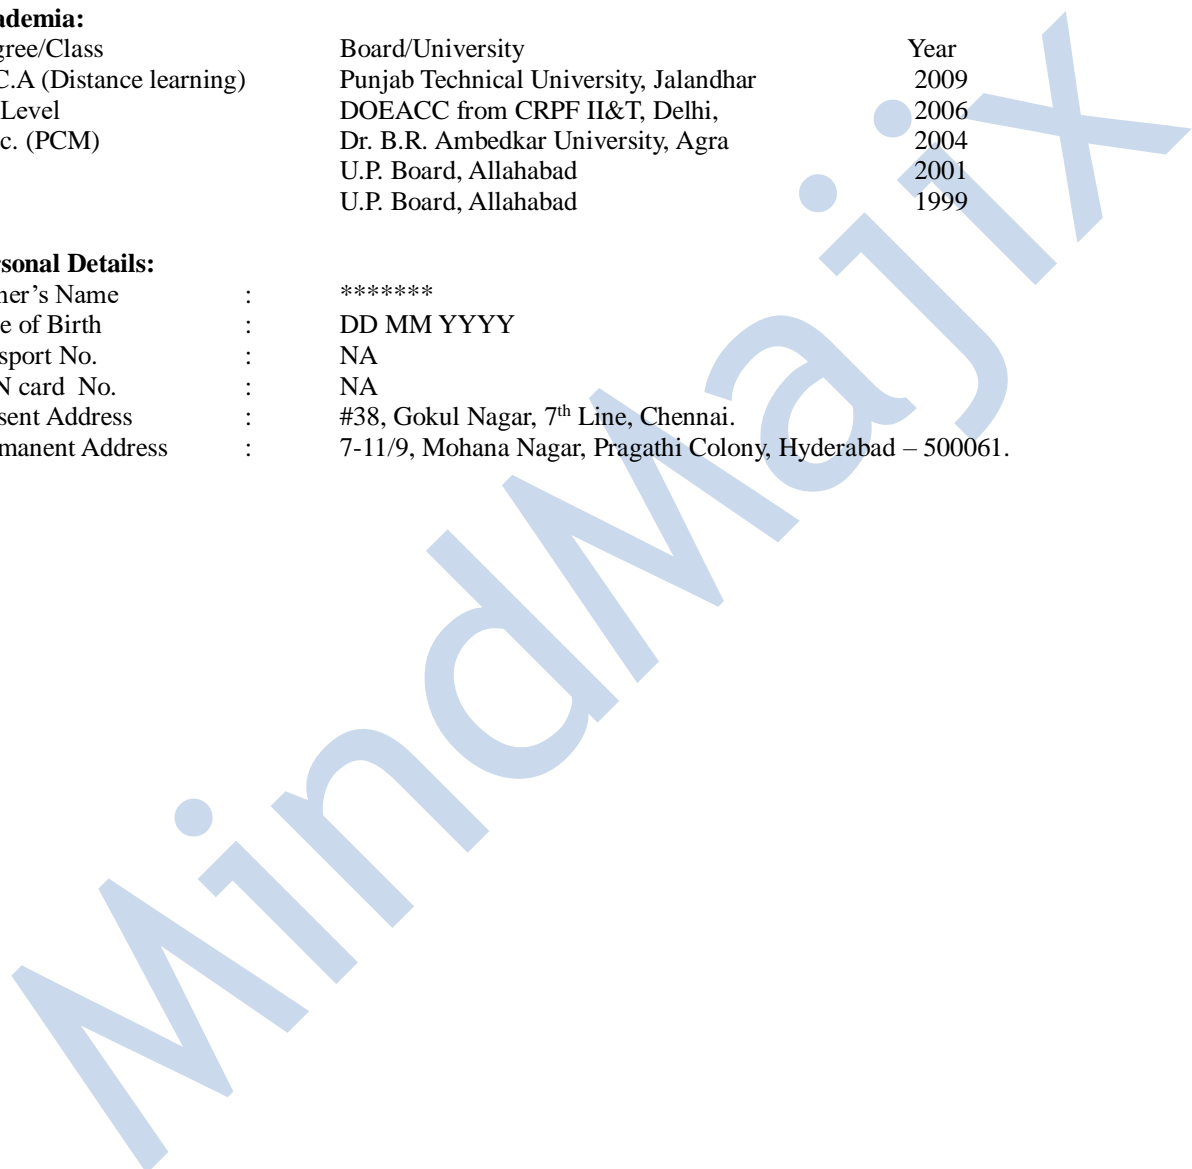 ademia:
gree/Class Board/University Year
C.A (Distance learning) Punjab Technical University, Jalandhar 2009
Level DOEACC from CRPF II&T, Delhi, 2006
c. (PCM) Dr. B.R. Ambedkar University, Agra 2004
U.P. Board, Allahabad 2001
U.P. Board, Allahabad 1999
rsonal Details:
her’s Name : *******
e of Birth : DD MM YYYY
sport No. : NA
N card No. : NA
sent Address : #38, Gokul Nagar, 7th Line, Chennai.
manent Address : 7-11/9, Mohana Nagar, Pragathi Colony, Hyderabad – 500061.
MindMajix